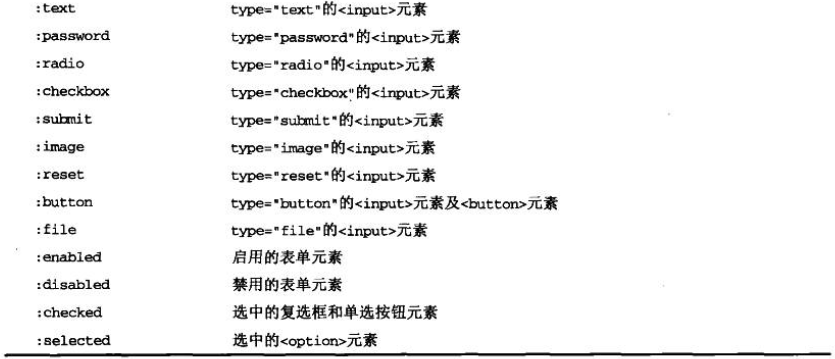 :text type="text"的<input>元素
:password type="password"的<input>元素
:radio type="radio"的<input>元素
:checkbox type="checkbox"的<input>元素
:submit type="submit"的<input>元素
:image type="image"的<input>元素
:reset type="reset"的<input>元素
:button type="button"的<input>元素及<button>元素
:file type="file"的<input>元素
:enabled 启用的表单元素
:disabled 禁用的表单元素
:checked 选中的复选框和单选按钮元素
:selected 选中的<option>元素